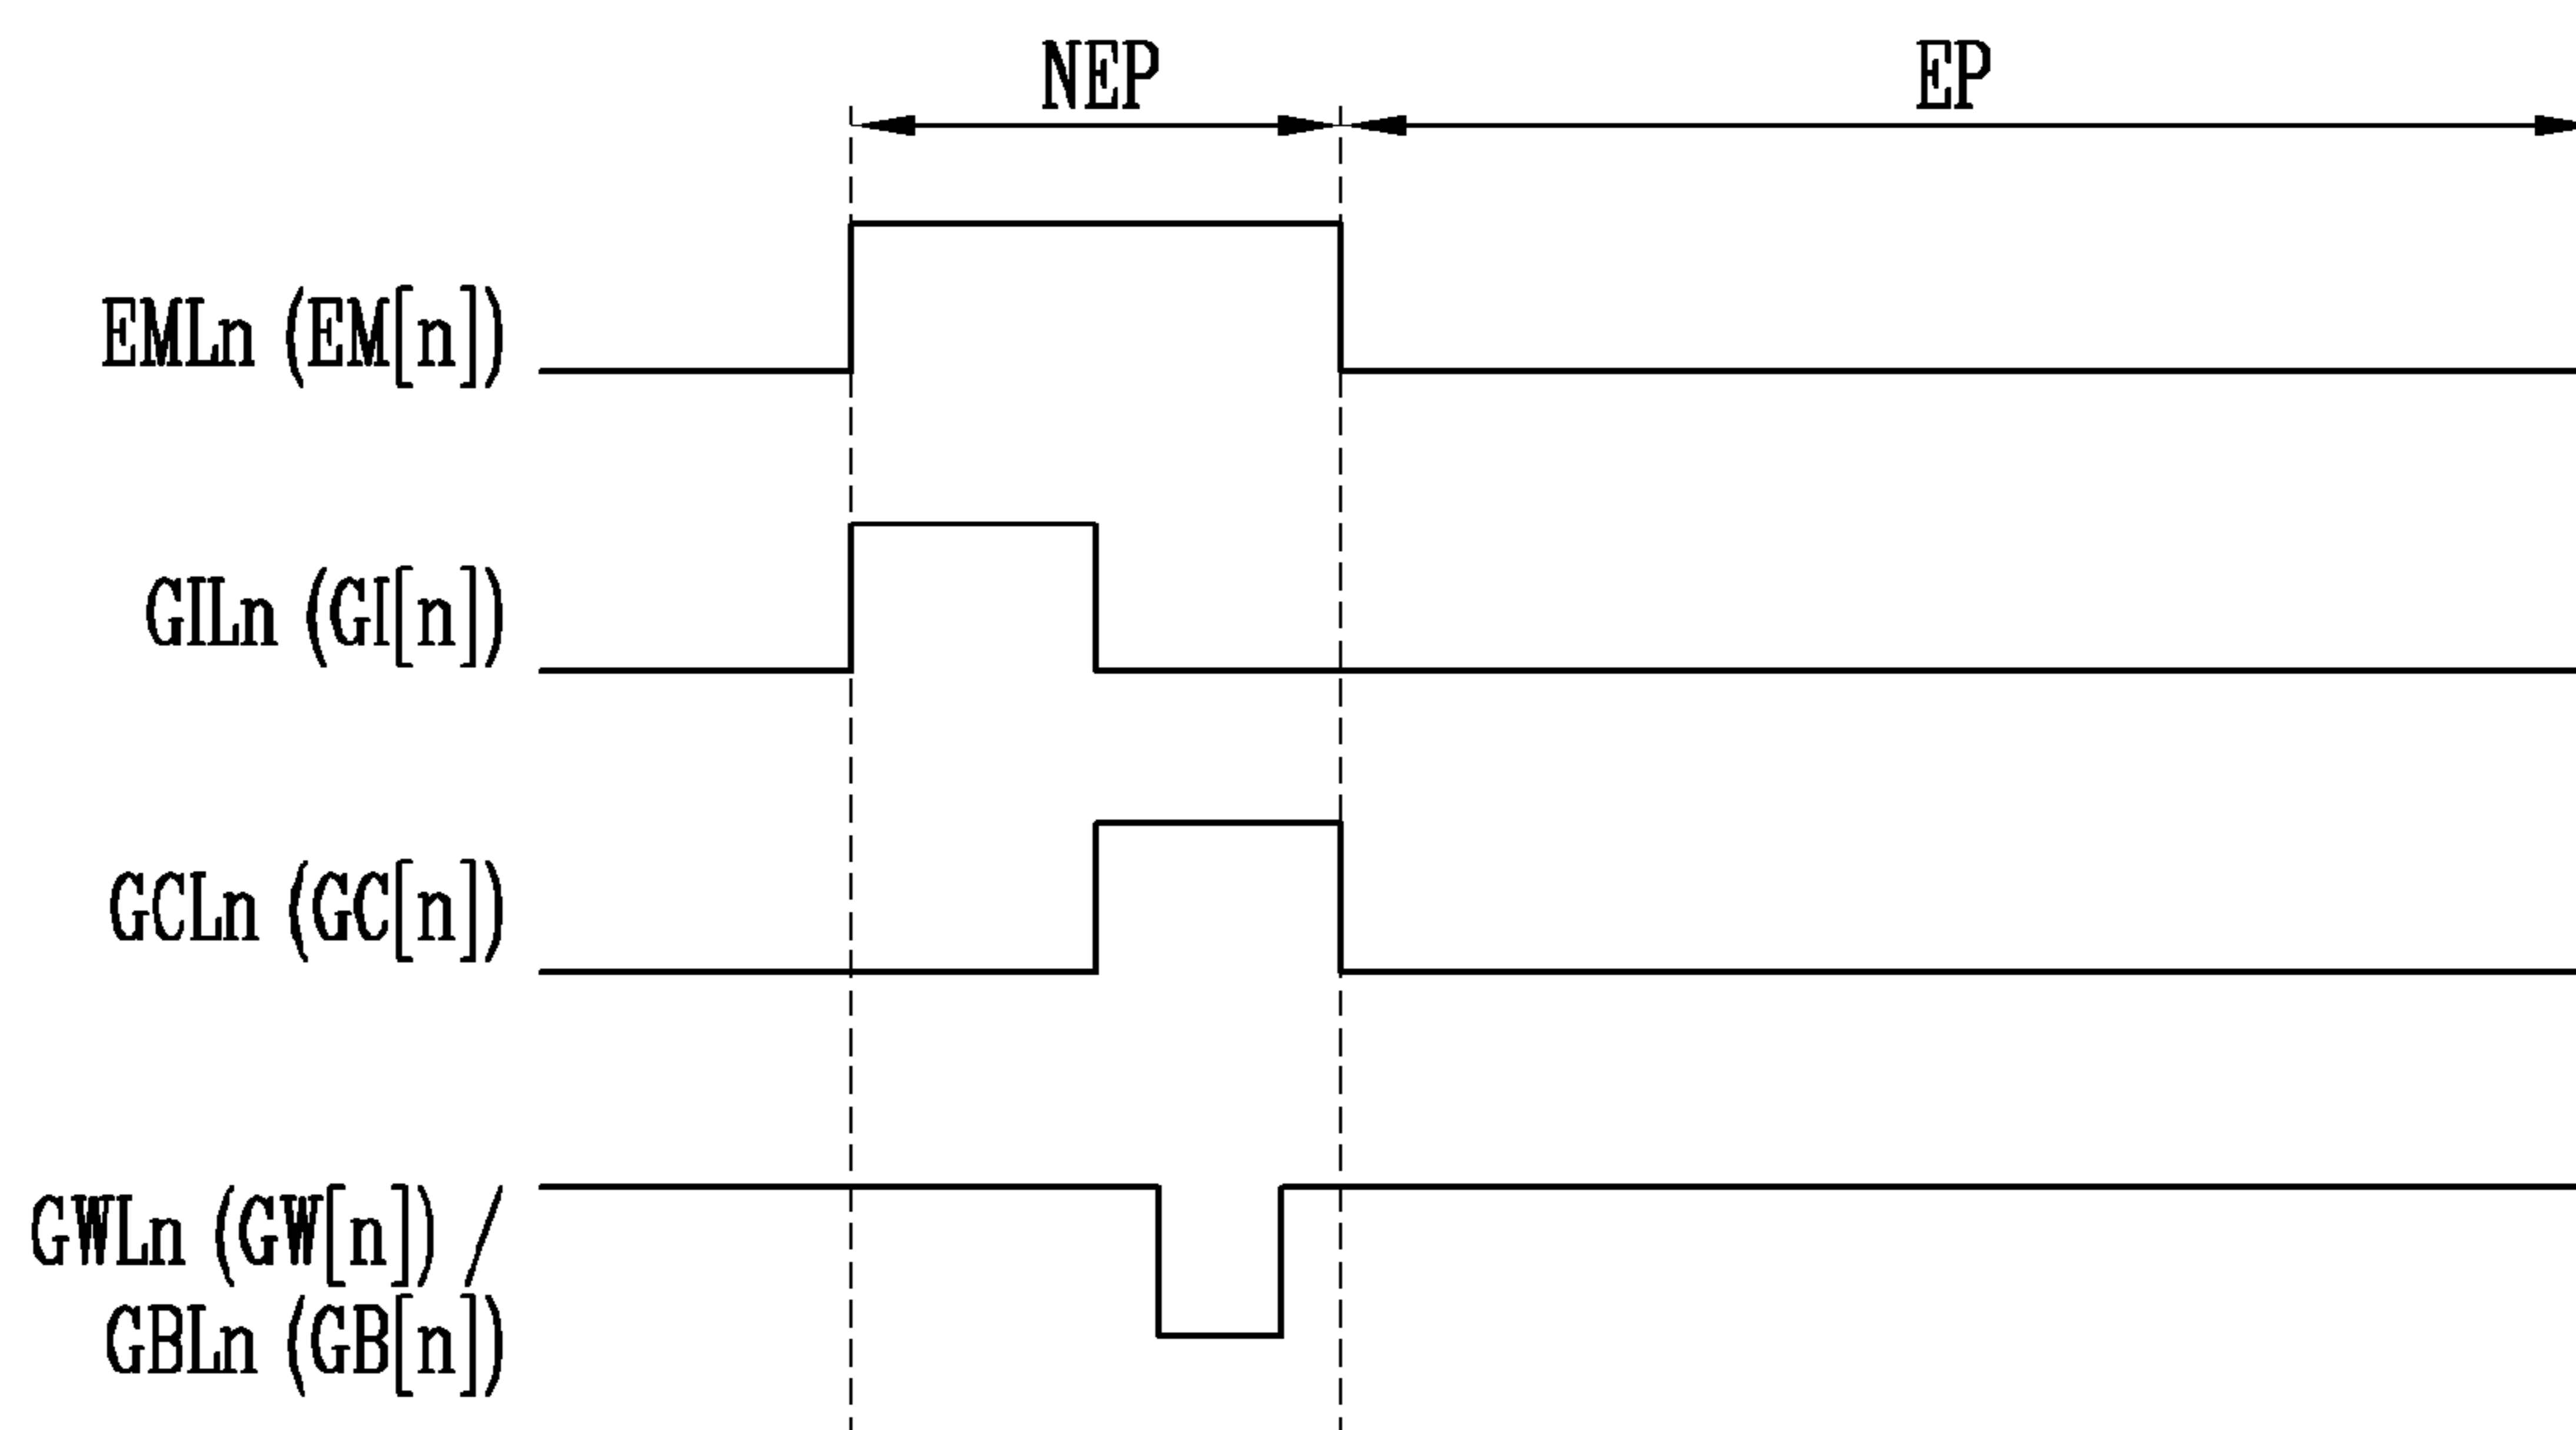 NEP EP
EMLn (EM[n])
GILn (GI[n])
GCLn (GC[n])
GWLn (GW[n]) /
GBLn (GB[n])